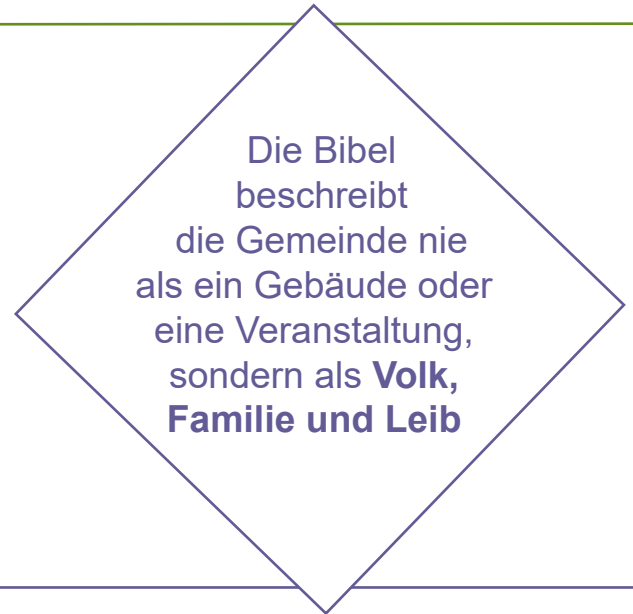 Die Bibel
beschreibt
die Gemeinde nie
als ein Gebäude oder
eine Veranstaltung,
sondern als Volk,
Familie und Leib